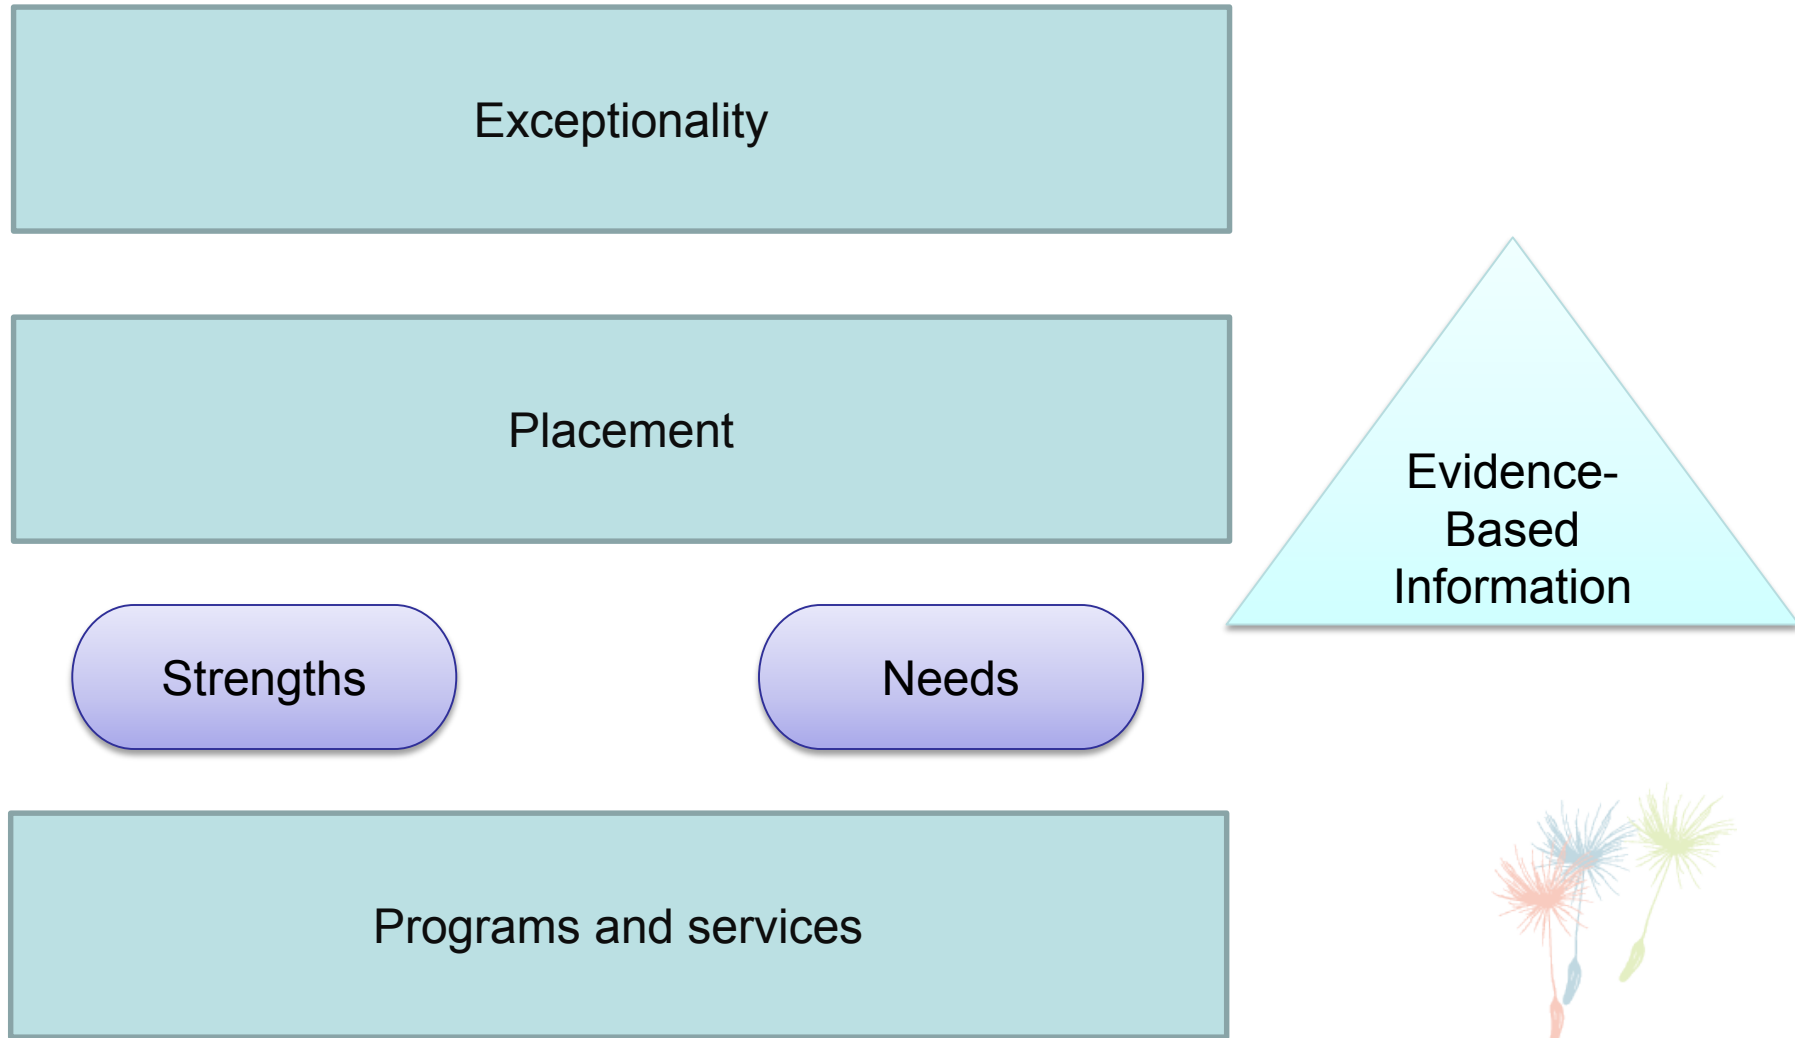 Exceptionality
Placement
Evidence-
Based
Information
Strengths
Needs
Programs and services